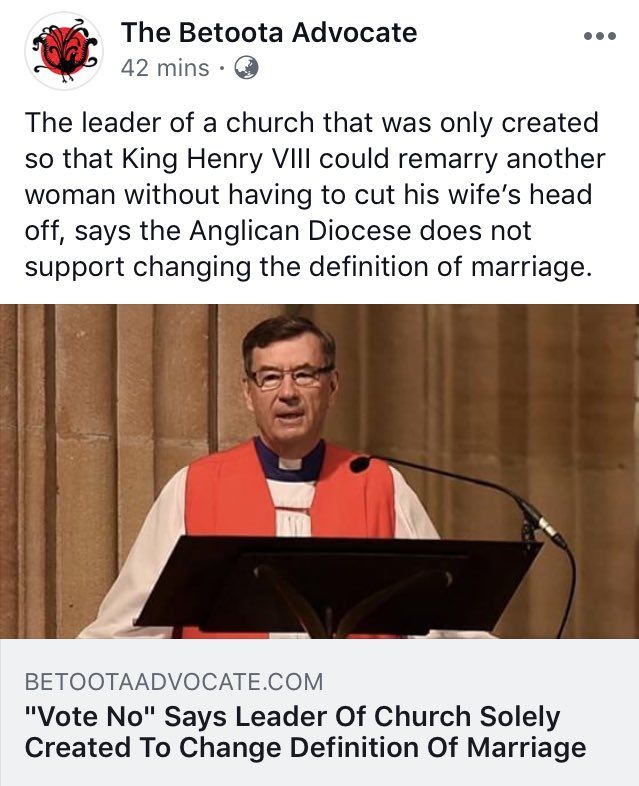 The Betoota Advocate
42 mins ·
The leader of a church that was only created
so that King Henry VIII could remarry another
woman without having to cut his wife’s head
off, says the Anglican Diocese does not
support changing the definition of marriage.
BETOOTAADVOCATE.COM
"Vote No" Says Leader Of Church Solely
Created To Change Definition Of Marriage